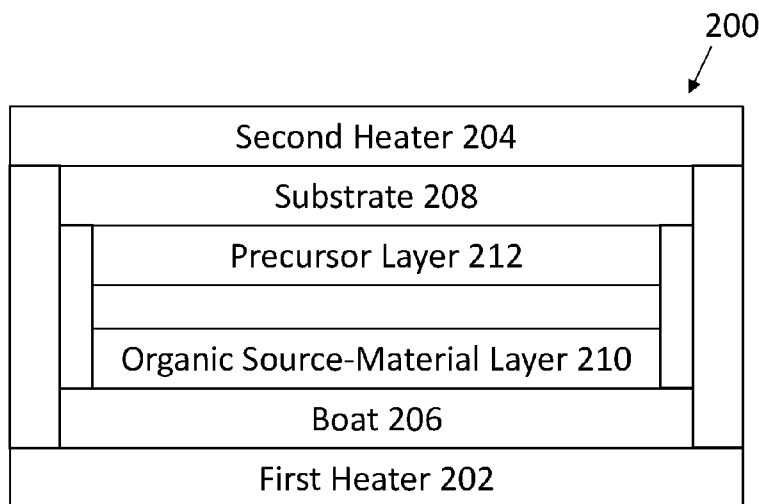 200
Second Heater 204
Substrate 208
Precursor Layer 212
Organic Source-Material Layer 210
Boat 206
First Heater 202